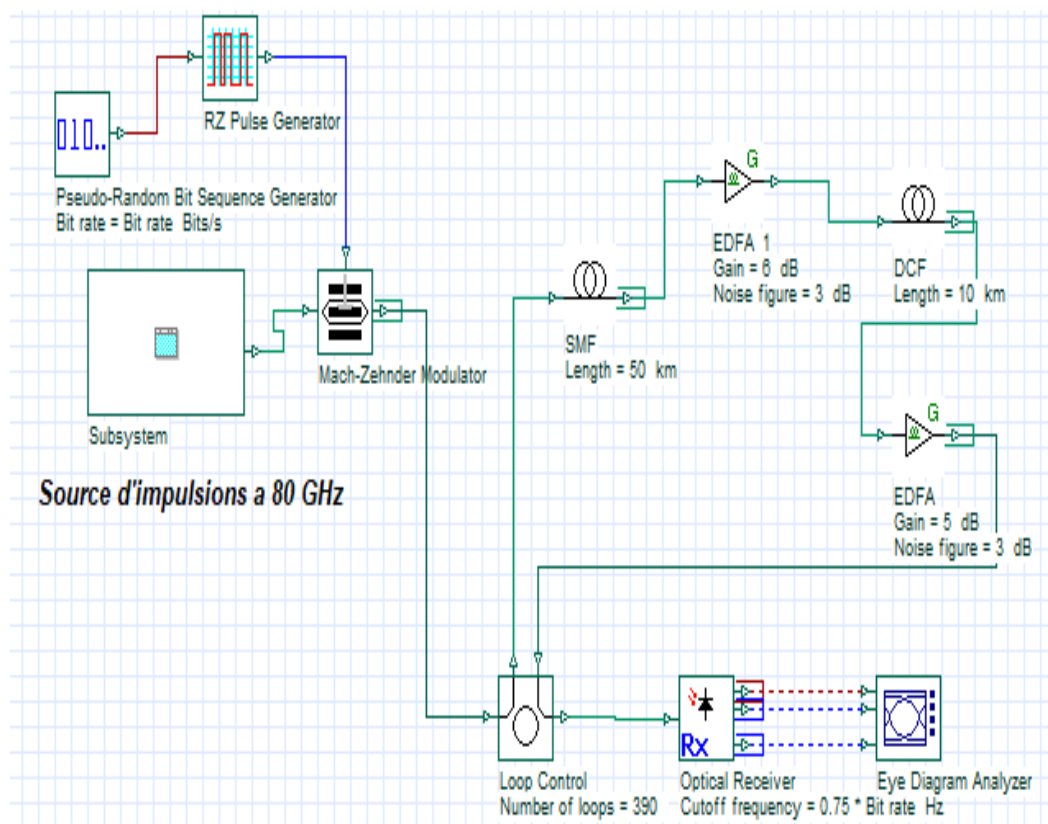 RZ Pulse Generator
010..
Pseudo-Random Bit Sequence Generator
Bit rate = Bit rate Bits/s
G
EDFA 1
Gain = 6 dB
Noise figure = 3 dB
DCF
Length = 10 km
SMF
Length = 50 km
Mach-Zehnder Modulator
Subsystem
G
Source d'impulsions a 80 GHz
EDFA
Gain = 5 dB
Noise figure = 3 dB
Rx
Loop Control
Number of loops = 390
Optical Receiver
Cutoff frequency = 0.75 * Bit rate Hz
Eye Diagram Analyzer